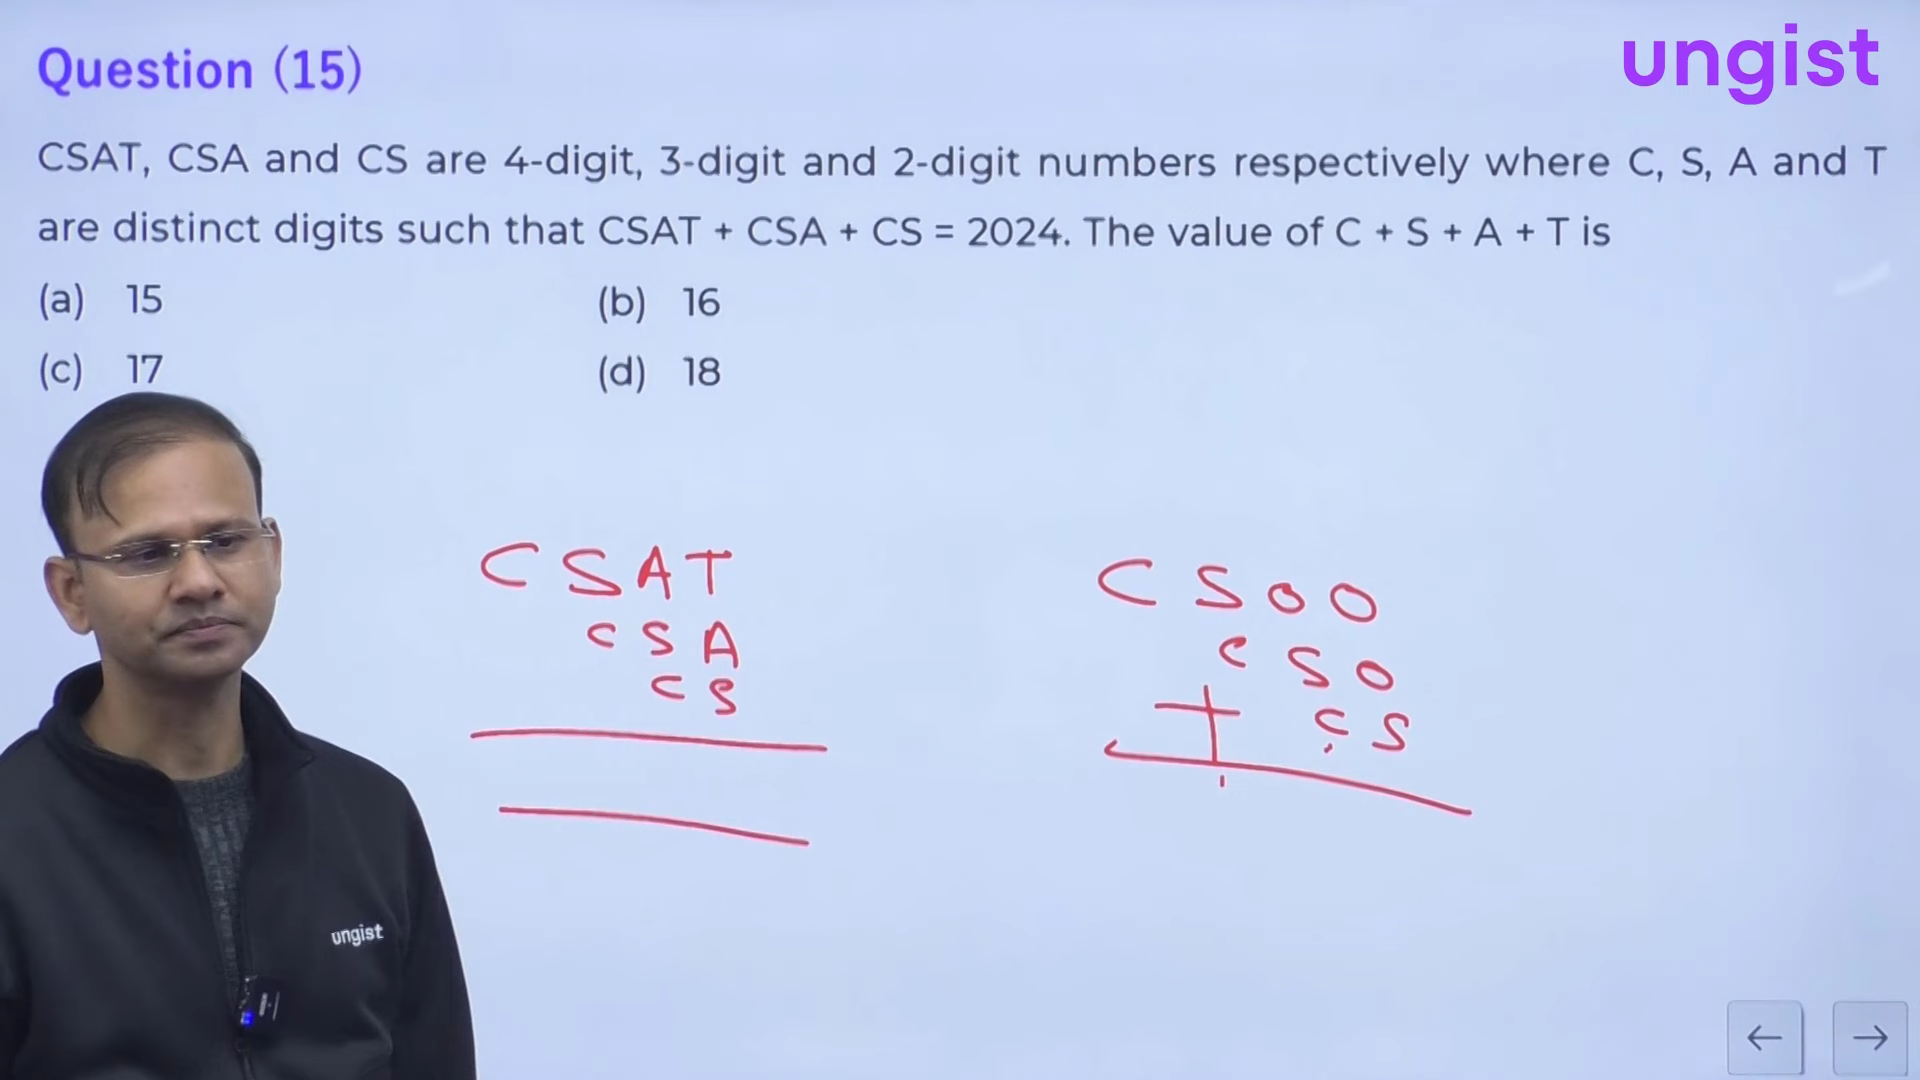 Question (15)
ungist
CSAT, CSA and CS are 4-digit, 3-digit and 2-digit numbers respectively where C, S, A and T
are distinct digits such that CSAT + CSA + CS = 2024. The value of C + S + A + T is
(a) 15
(b) 16
(c) 17
(d) 18
CSAT
CSA
CS
CSOO
CSO
+ CS
ungist
← →